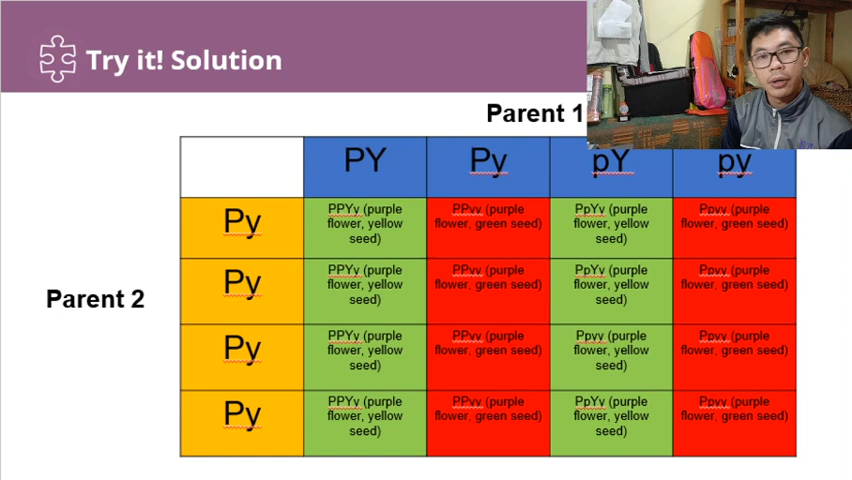 Try it! Solution
Parent 1
PY
Py
pY
py
Py
PPYy (purple
flower, yellow
seed)
PPyy (purple
flower, green seed)
PpYy (purple
flower, yellow
seed)
Ppyy (purple
flower, green seed)
Py
PPYy (purple
flower, yellow
seed)
PPyy (purple
flower, green seed)
PpYy (purple
flower, yellow
seed)
Ppyy (purple
flower, green seed)
Parent 2
Py
PPYy (purple
flower, yellow
seed)
PPyy (purple
flower, green seed)
Ppyy (purple
flower, yellow
seed)
Ppyy (purple
flower, green seed)
Py
PPYy (purple
flower, yellow
seed)
PPyy (purple
flower, green seed)
PpYy (purple
flower, yellow
seed)
Ppyy (purple
flower, green seed)